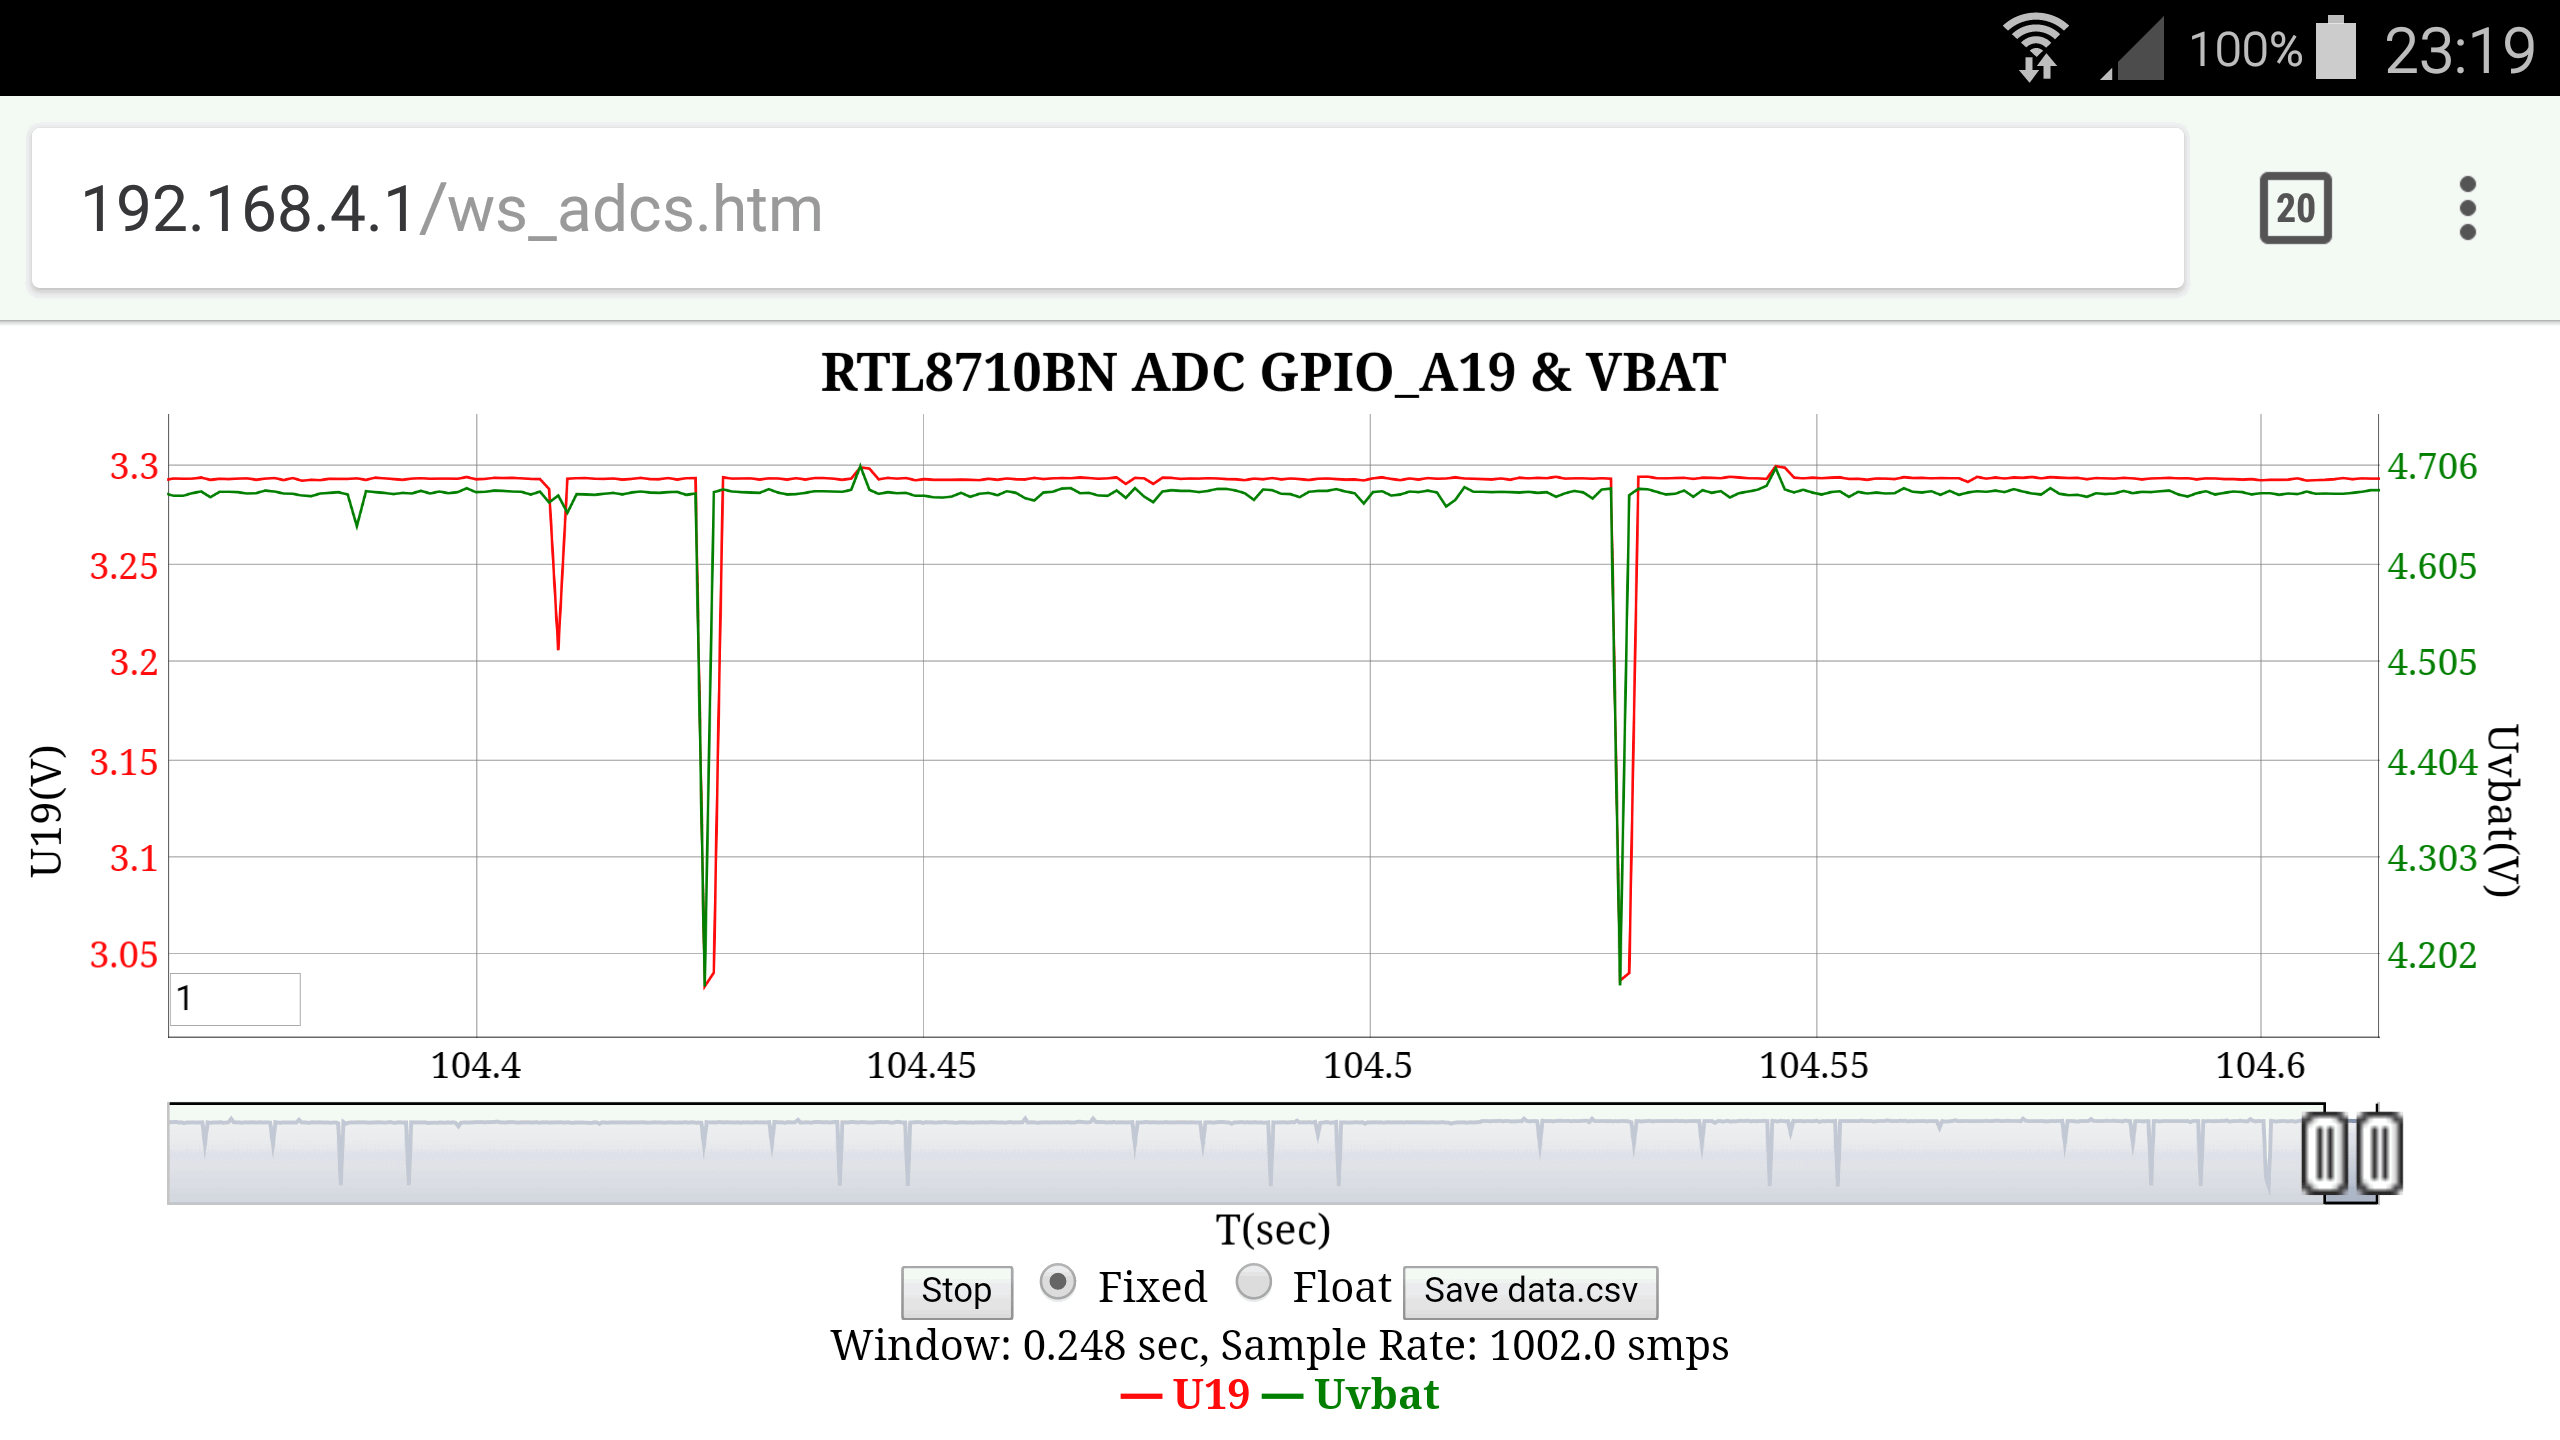 100% 23:19
192.168.4.1/ws_adcs.htm 20
RTL8710BN ADC GPIO_A19 & VBAT
3.3 4.706
3.25 4.605
3.2 4.505
3.15 4.404
3.1 4.303
3.05 4.202
U19(V)
Uvbat(V)
1
104.4 104.45 104.5 104.55 104.6
T(sec)
Stop Fixed Float Save data.csv
Window: 0.248 sec, Sample Rate: 1002.0 smps
— U19 — Uvbat